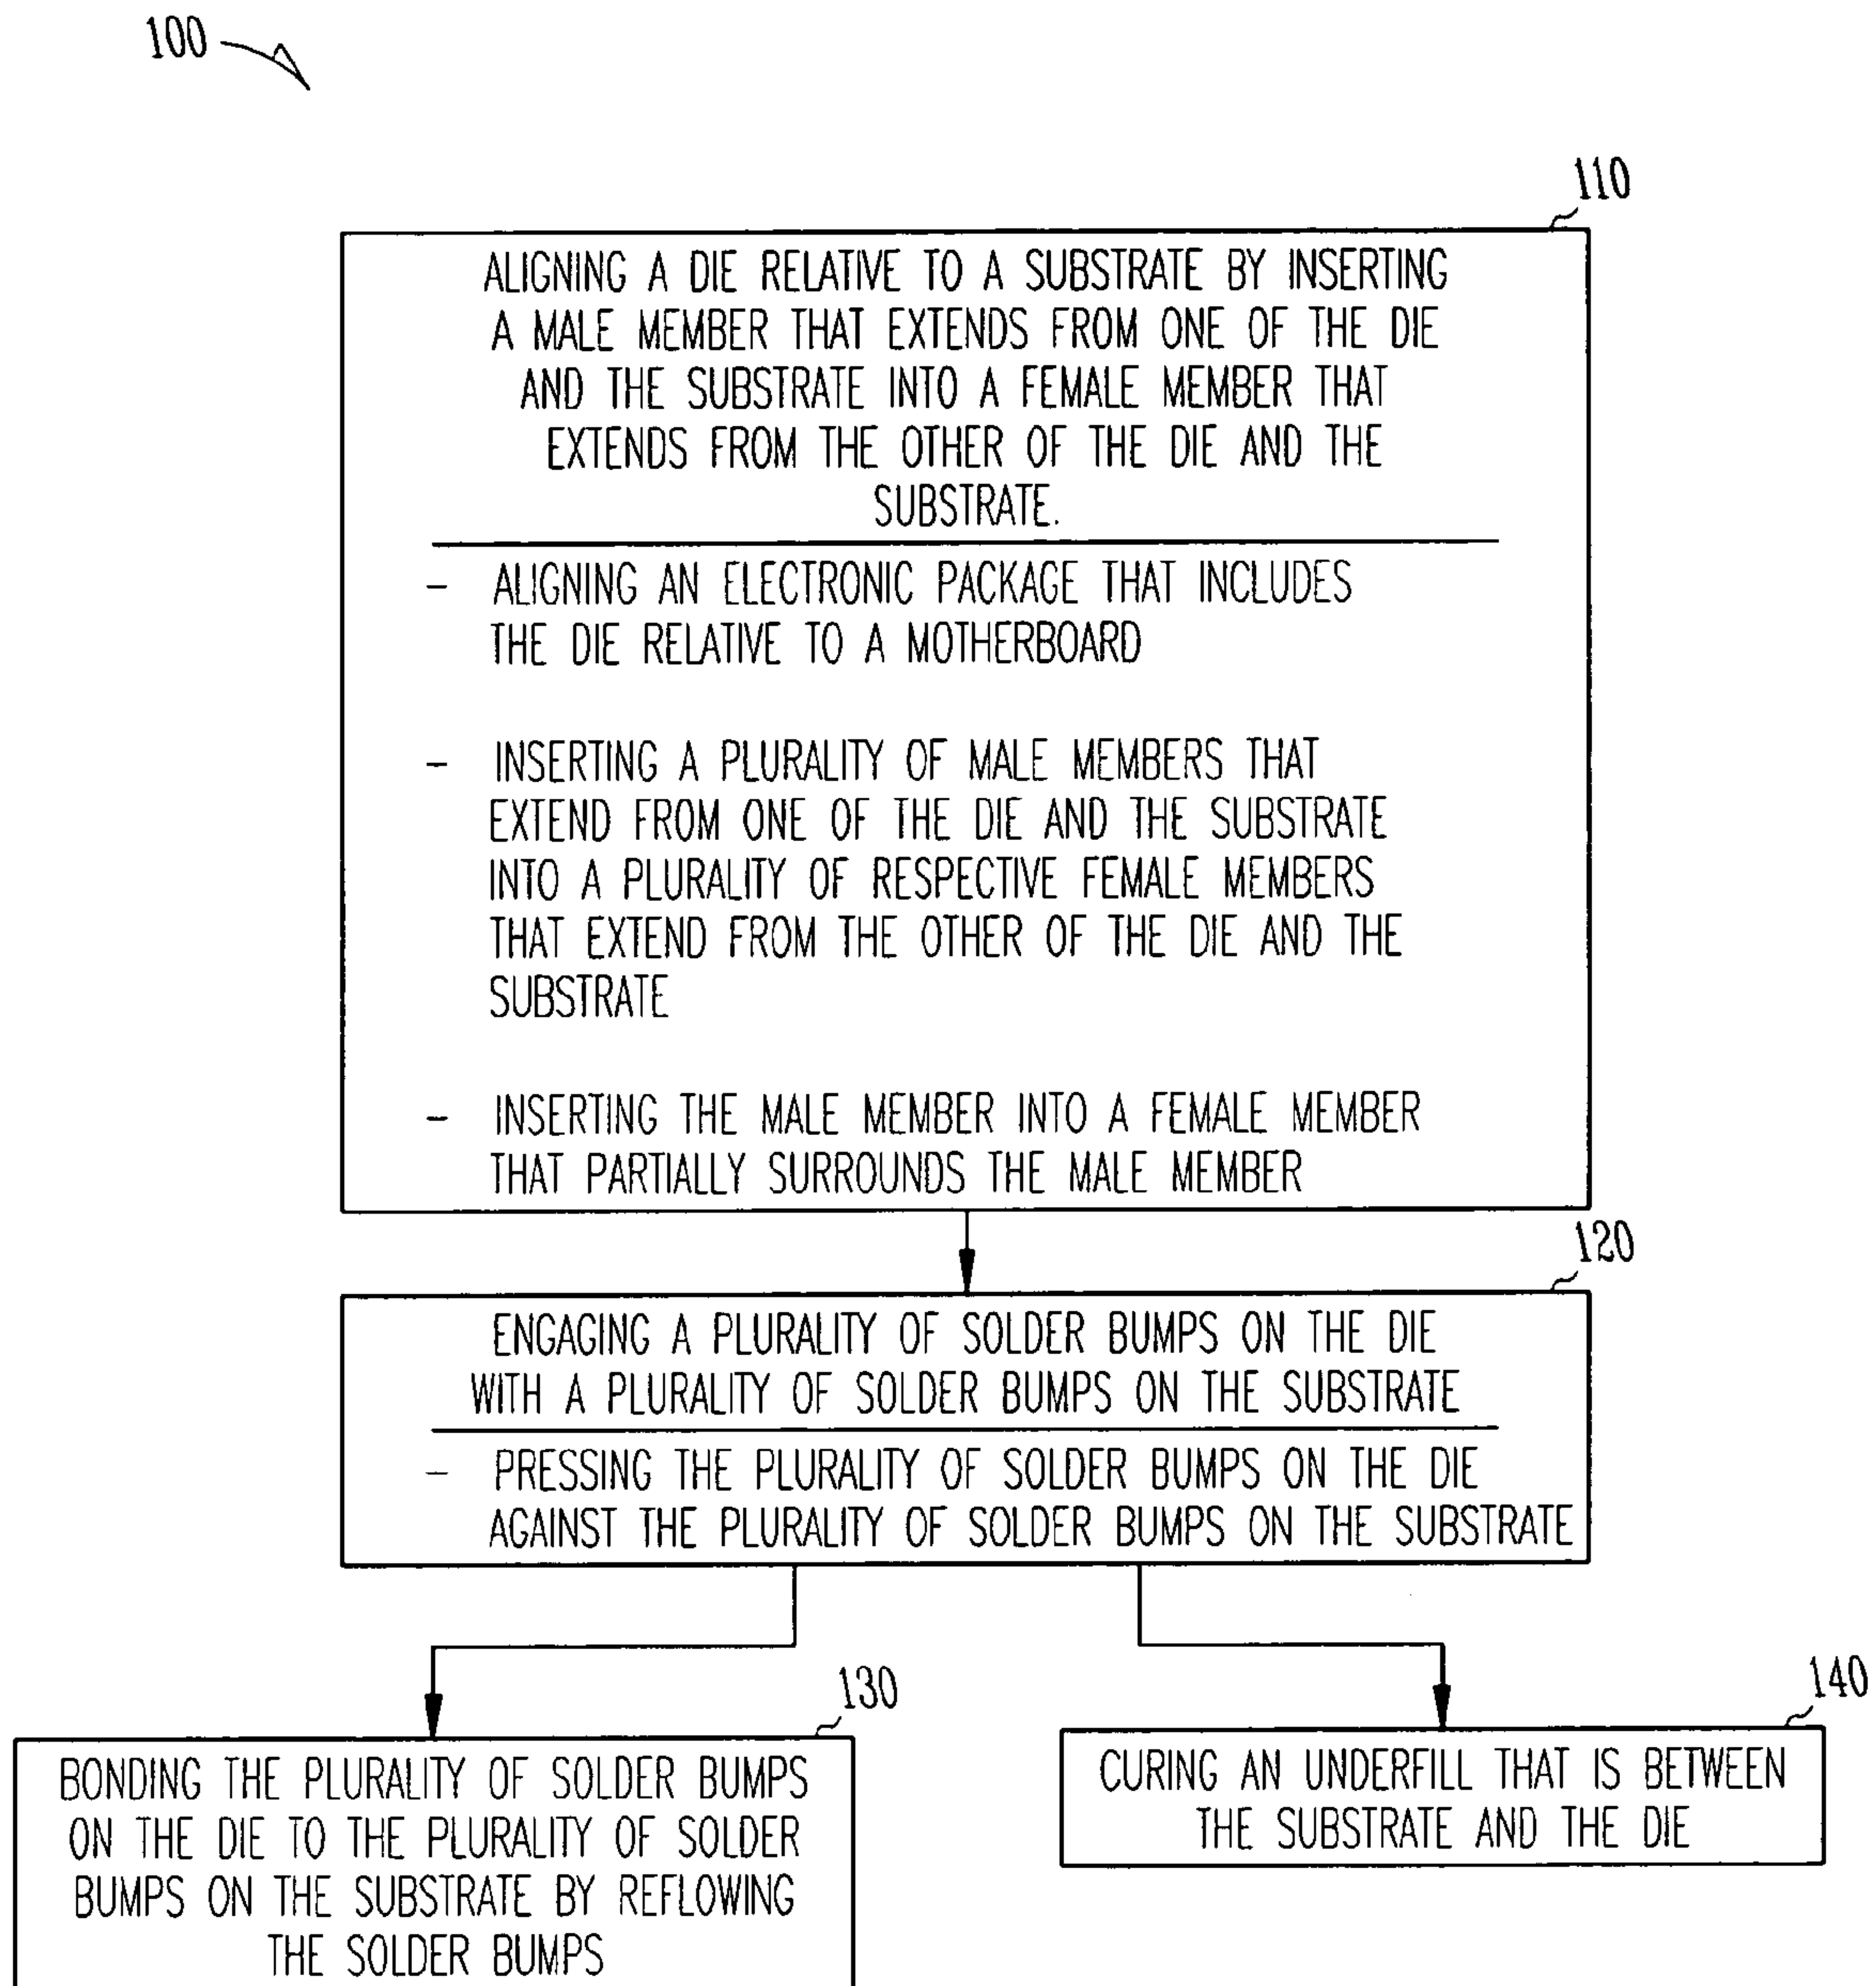 100
110
ALIGNING A DIE RELATIVE TO A SUBSTRATE BY INSERTING
A MALE MEMBER THAT EXTENDS FROM ONE OF THE DIE
AND THE SUBSTRATE INTO A FEMALE MEMBER THAT
EXTENDS FROM THE OTHER OF THE DIE AND THE
SUBSTRATE.
- ALIGNING AN ELECTRONIC PACKAGE THAT INCLUDES
THE DIE RELATIVE TO A MOTHERBOARD
- INSERTING A PLURALITY OF MALE MEMBERS THAT
EXTEND FROM ONE OF THE DIE AND THE SUBSTRATE
INTO A PLURALITY OF RESPECTIVE FEMALE MEMBERS
THAT EXTEND FROM THE OTHER OF THE DIE AND THE
SUBSTRATE
- INSERTING THE MALE MEMBER INTO A FEMALE MEMBER
THAT PARTIALLY SURROUNDS THE MALE MEMBER
120
ENGAGING A PLURALITY OF SOLDER BUMPS ON THE DIE
WITH A PLURALITY OF SOLDER BUMPS ON THE SUBSTRATE
- PRESSING THE PLURALITY OF SOLDER BUMPS ON THE DIE
AGAINST THE PLURALITY OF SOLDER BUMPS ON THE SUBSTRATE
130
BONDING THE PLURALITY OF SOLDER BUMPS
ON THE DIE TO THE PLURALITY OF SOLDER
BUMPS ON THE SUBSTRATE BY REFLOWING
THE SOLDER BUMPS
140
CURING AN UNDERFILL THAT IS BETWEEN
THE SUBSTRATE AND THE DIE